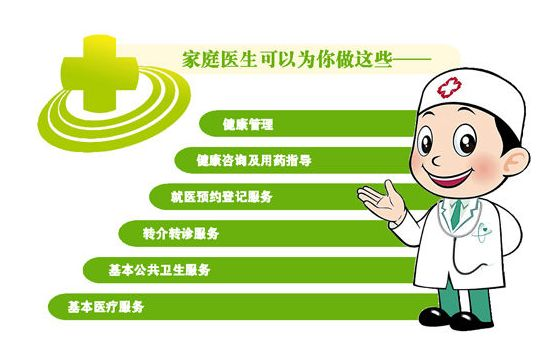 家庭医生可以为你做这些——
健康管理
健康咨询及用药指导
就医预约登记服务
转介转诊服务
基本公共卫生服务
基本医疗服务